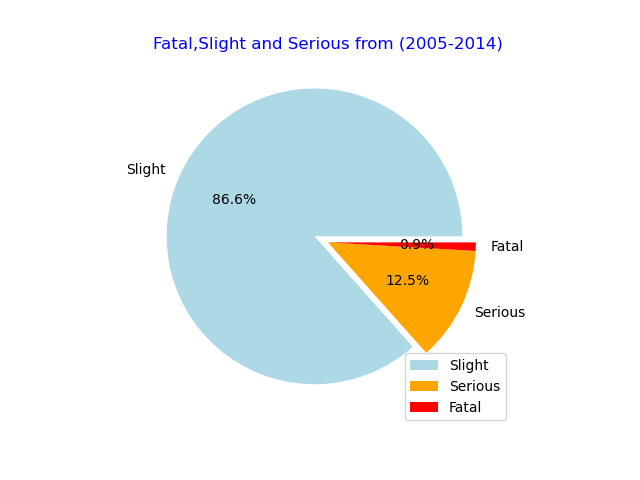 Fatal,Slight and Serious from (2005-2014)
Slight
86.6%
0.9%
Fatal
12.5%
Serious
Slight
Serious
Fatal